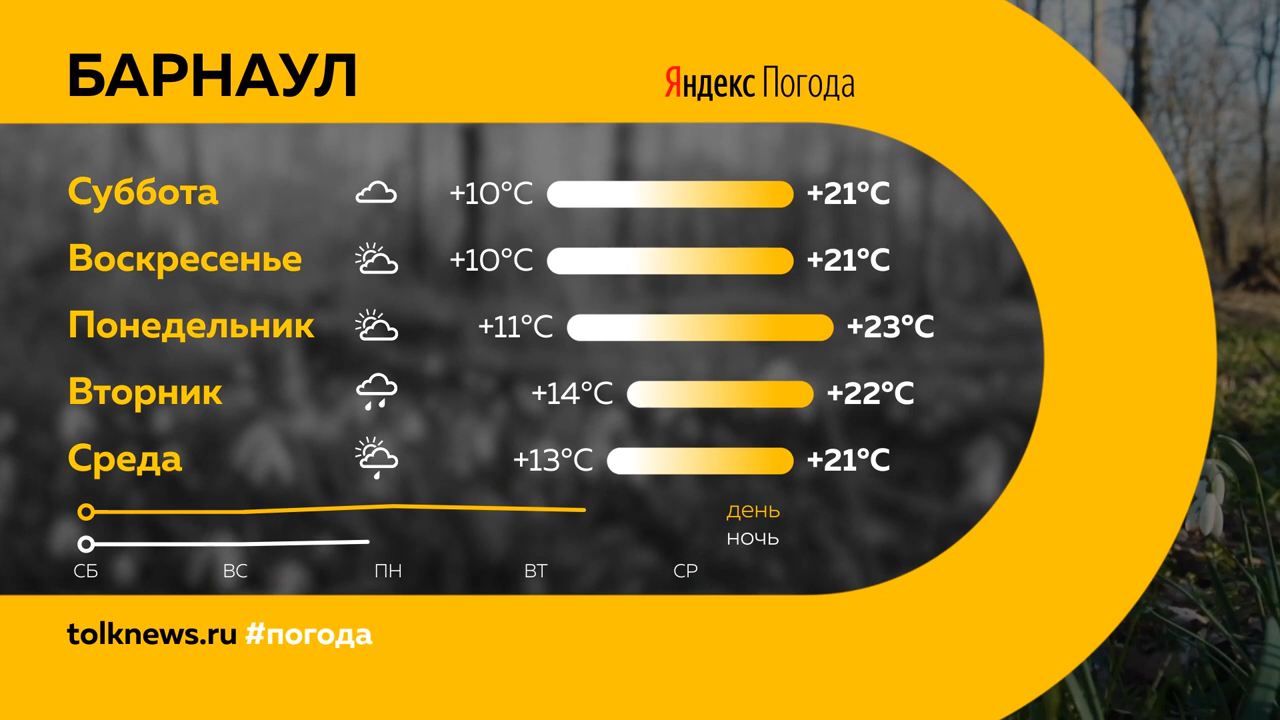 БАРНАУЛ
Яндекс Погода
Суббота +10°C +21°C
Воскресенье +10°C +21°C
Понедельник +11°C +23°C
Вторник +14°C +22°C
Среда +13°C +21°C
день
ночь
СБ ВС ПН ВТ СР
tolknews.ru #погода